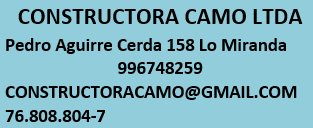 CONSTRUCTORA CAMO LTDA
Pedro Aguirre Cerda 158 Lo Miranda
996748259
CONSTRUCTORACAMO@GMAIL.COM
76.808.804-7